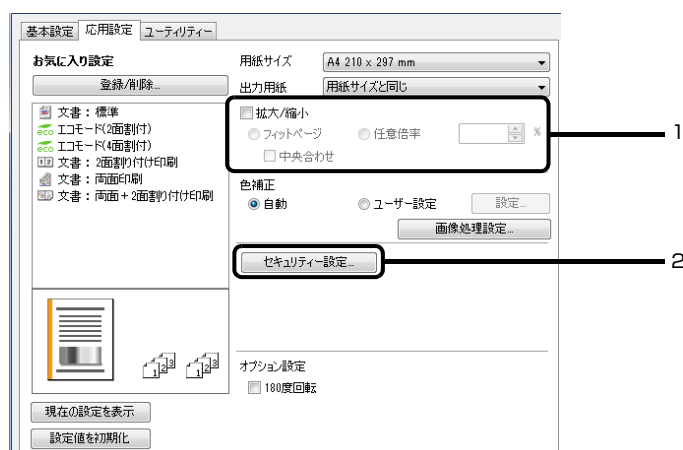 基本設定 応用設定 ユーティリティー
お気に入り設定
登録/削除...
文書：標準
eco エコモード(2面割付)
eco エコモード(4面割付)
文書：2面割り付け印刷
文書：両面印刷
文書：両面+2面割り付け印刷
現在の設定を表示
設定値を初期化
用紙サイズ A4 210 x 297 mm
出力用紙 用紙サイズと同じ
拡大/縮小
フィットページ 任意倍率 %
中央合わせ
1
色補正
自動 ユーザー設定 設定...
画像処理設定...
セキュリティー設定...
2
オプション設定
180度回転